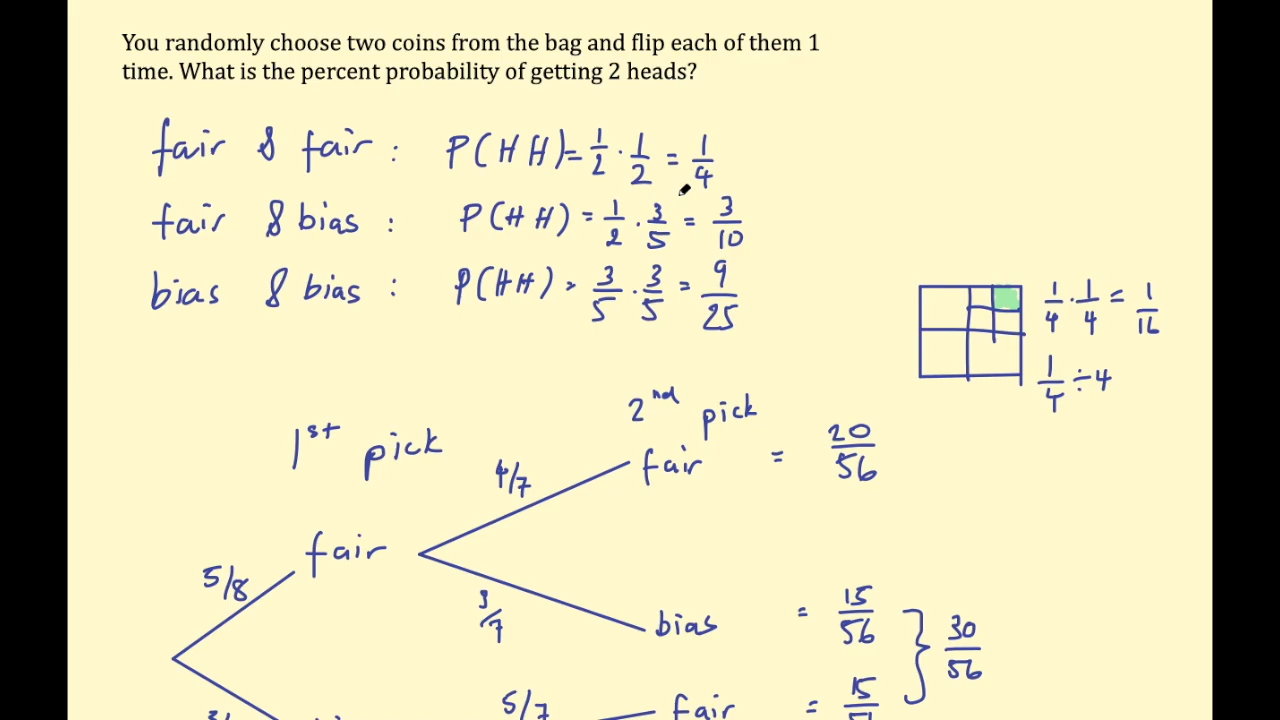 You randomly choose two coins from the bag and flip each of them 1
time. What is the percent probability of getting 2 heads?
fair & fair : P(HH)= 1/2 · 1/2 = 1/4
fair & bias : P(HH) = 1/2 · 3/5 = 3/10
bias & bias : P(HH) = 3/5 · 3/5 = 9/25
1/4 · 1/4 = 1/16
1/4 ÷ 4
1st pick
2nd pick
4/7
fair = 20/56
fair
5/8
3/7
bias = 15/56
30/56
5/7
fair = 15